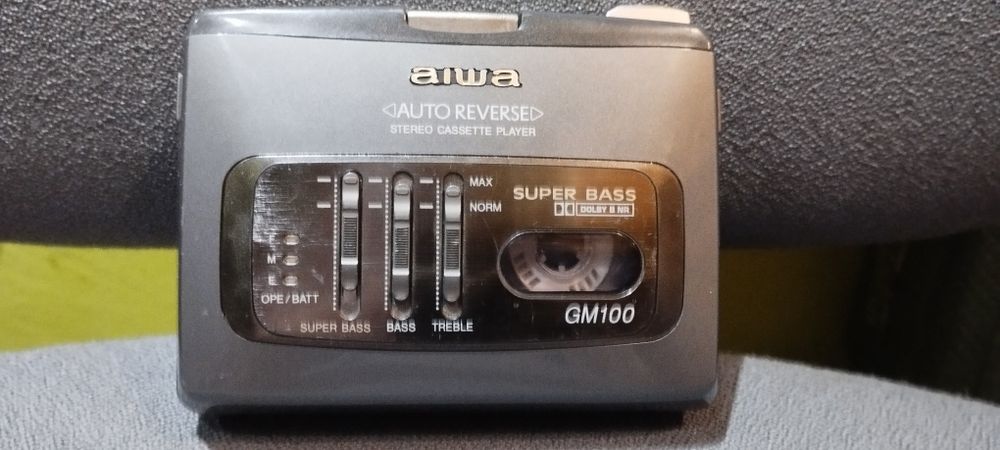 aiwa
◁AUTO REVERSE▷
STEREO CASSETTE PLAYER
MAX
NORM
SUPER BASS
DOLBY B NR
M
E
OPE/BATT
SUPER BASS
BASS
TREBLE
GM100